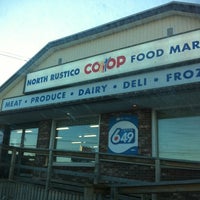 NORTH RUSTICO CO-OP FOOD MAR
MEAT • PRODUCE • DAIRY • DELI • FROZ
6/49